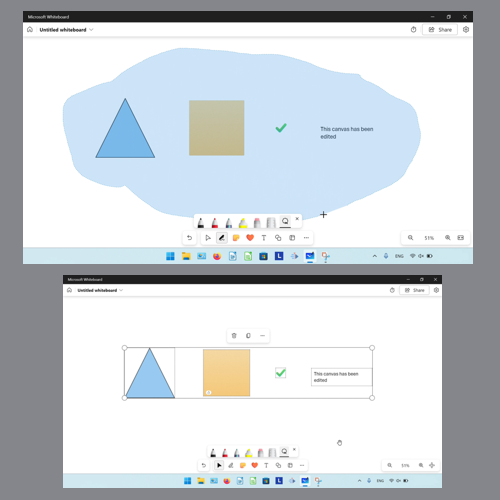 Microsoft Whiteboard
Untitled whiteboard
Share
This canvas has been
edited
51%
ENG
Microsoft Whiteboard
Untitled whiteboard
Share
This canvas has been
edited
51%
ENG